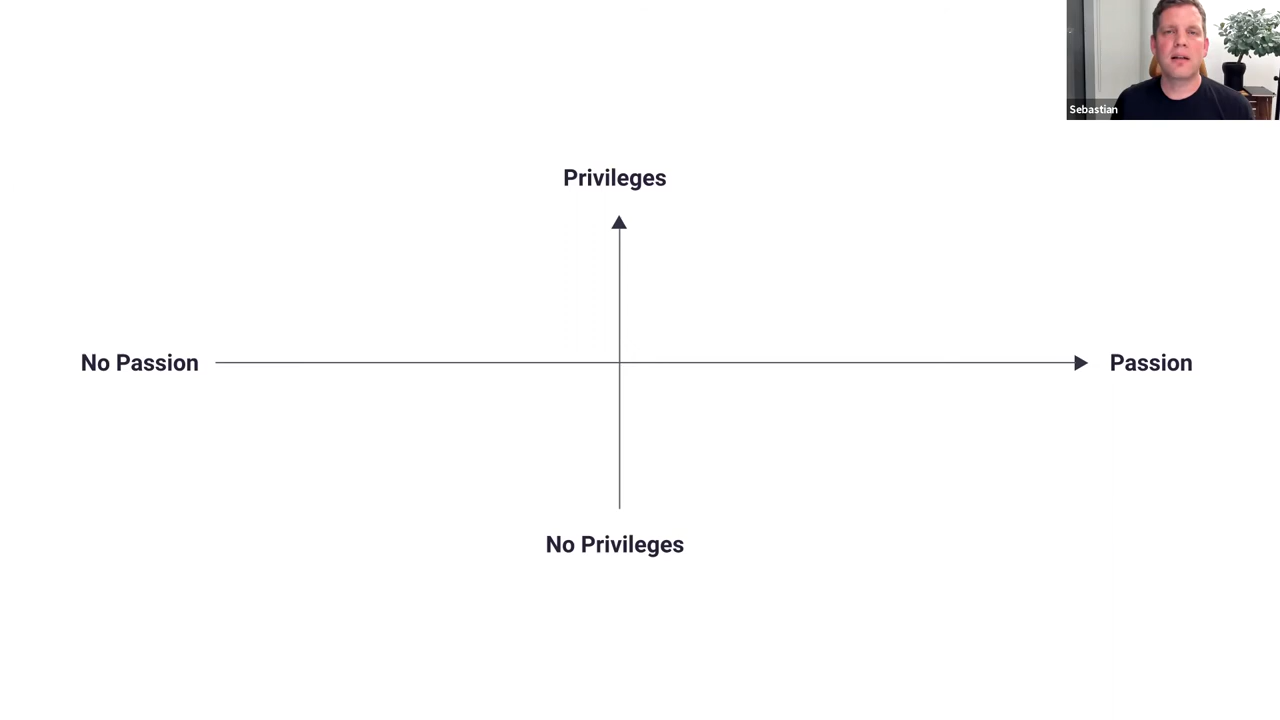 Sebastian
Privileges
No Passion
Passion
No Privileges